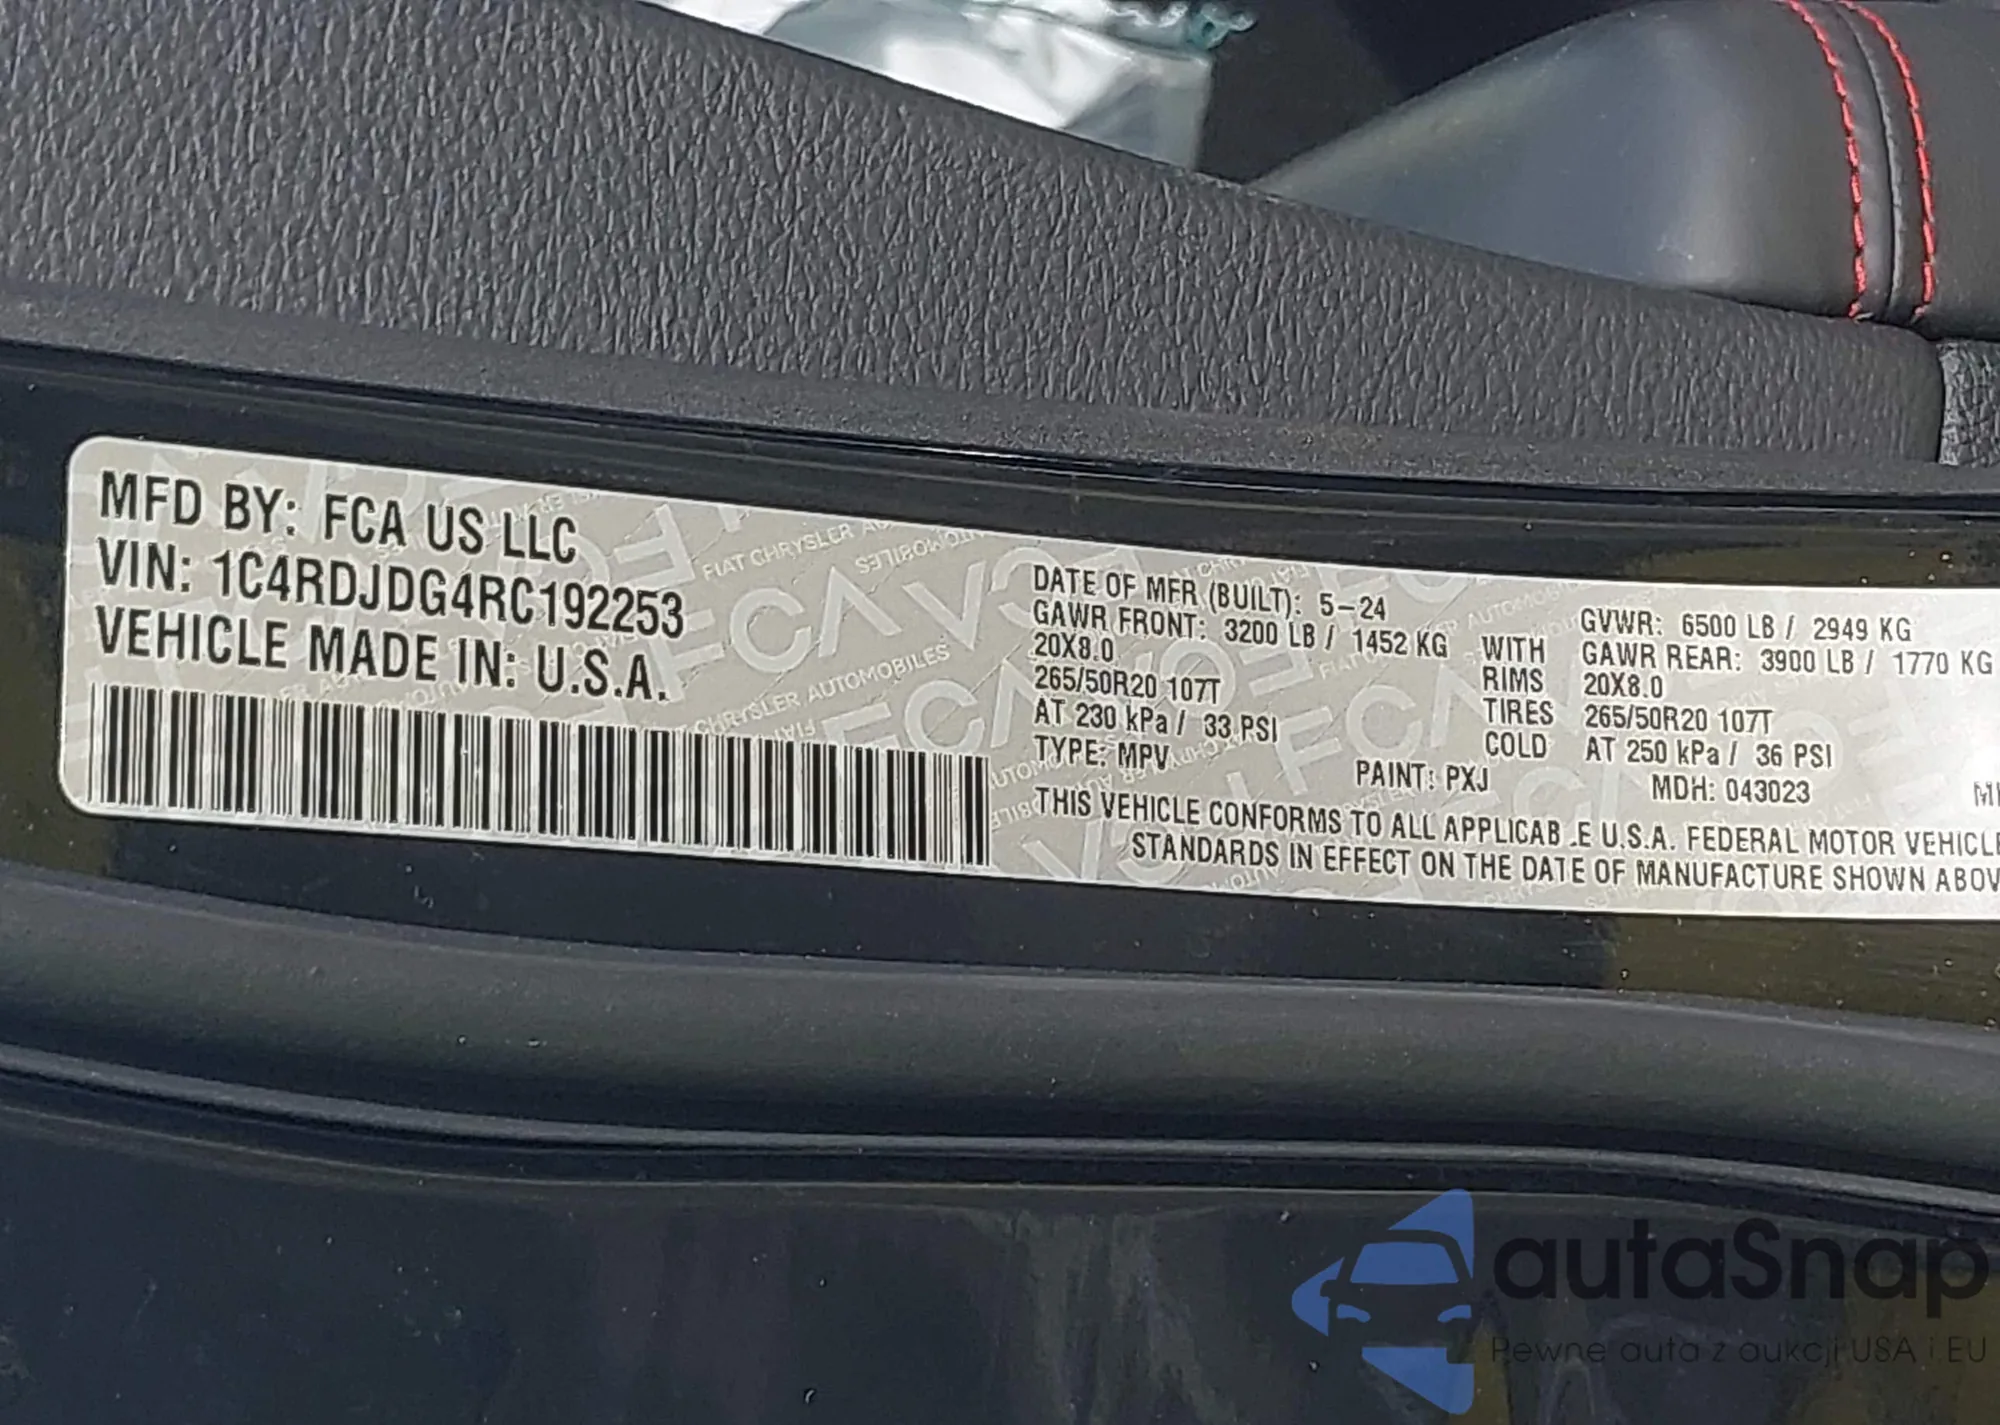 MFD BY: FCA US LLC
VIN: 1C4RDJDG4RC192253
VEHICLE MADE IN: U.S.A.
DATE OF MFR (BUILT): 5-24
GAWR FRONT: 3200 LB / 1452 KG
20X8.0
265/50R20 107T
AT 230 kPa / 33 PSI
TYPE: MPV
WITH
RIMS
TIRES
COLD
GVWR: 6500 LB / 2949 KG
GAWR REAR: 3900 LB / 1770 KG
20X8.0
265/50R20 107T
AT 250 kPa / 36 PSI
PAINT: PXJ MDH: 043023
THIS VEHICLE CONFORMS TO ALL APPLICAB .E U.S.A. FEDERAL MOTOR VEHICLE
STANDARDS IN EFFECT ON THE DATE OF MANUFACTURE SHOWN ABOV
FCA
FIAT CHRYSLER AUTOMOBILES
autaSnap
Pewne auta z aukcji USA i EU